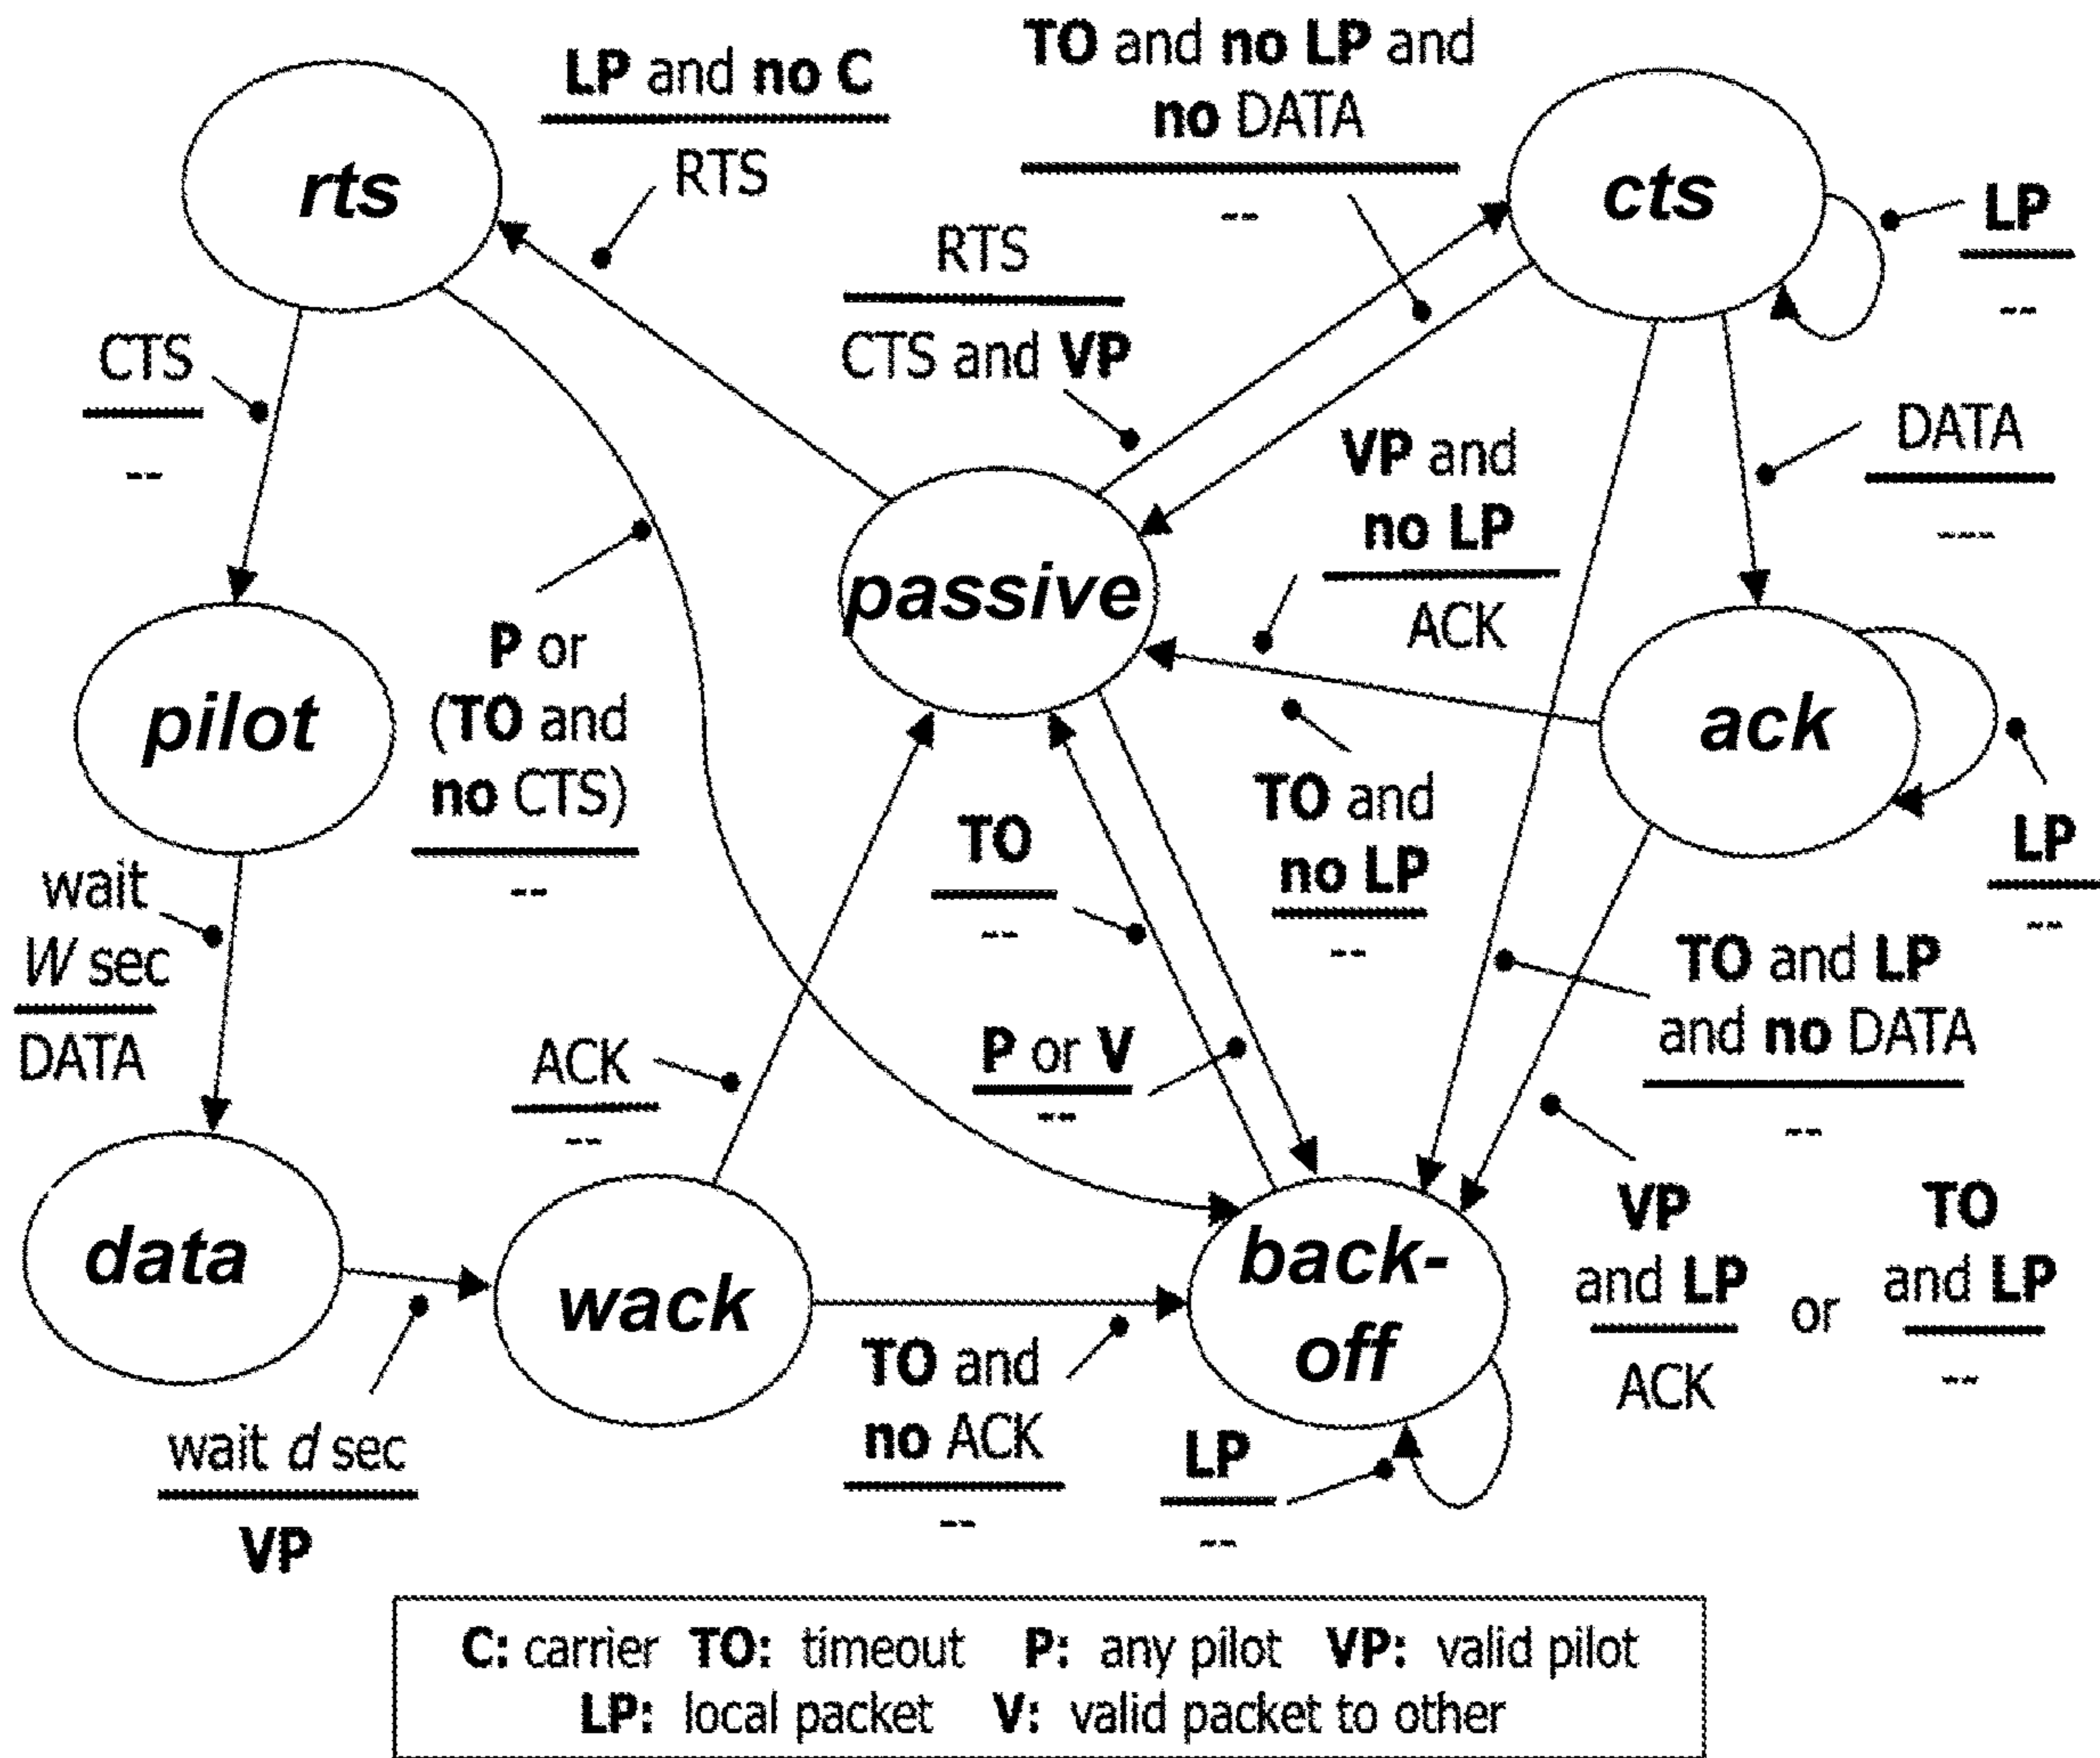 LP and no C
RTS
TO and no LP and
no DATA
--
rts
cts
LP
--
RTS
CTS and VP
CTS
--
VP and
no LP
ACK
DATA
---
passive
pilot
P or
(TO and
no CTS)
--
ack
TO and
no LP
--
TO
--
LP
--
wait
W sec
DATA
TO and LP
and no DATA
--
ACK
--
P or V
--
data
wack
back-
off
VP
and LP
ACK
or
TO
and LP
--
wait d sec
VP
TO and
no ACK
--
LP
--
C: carrier TO: timeout P: any pilot VP: valid pilot
LP: local packet V: valid packet to other